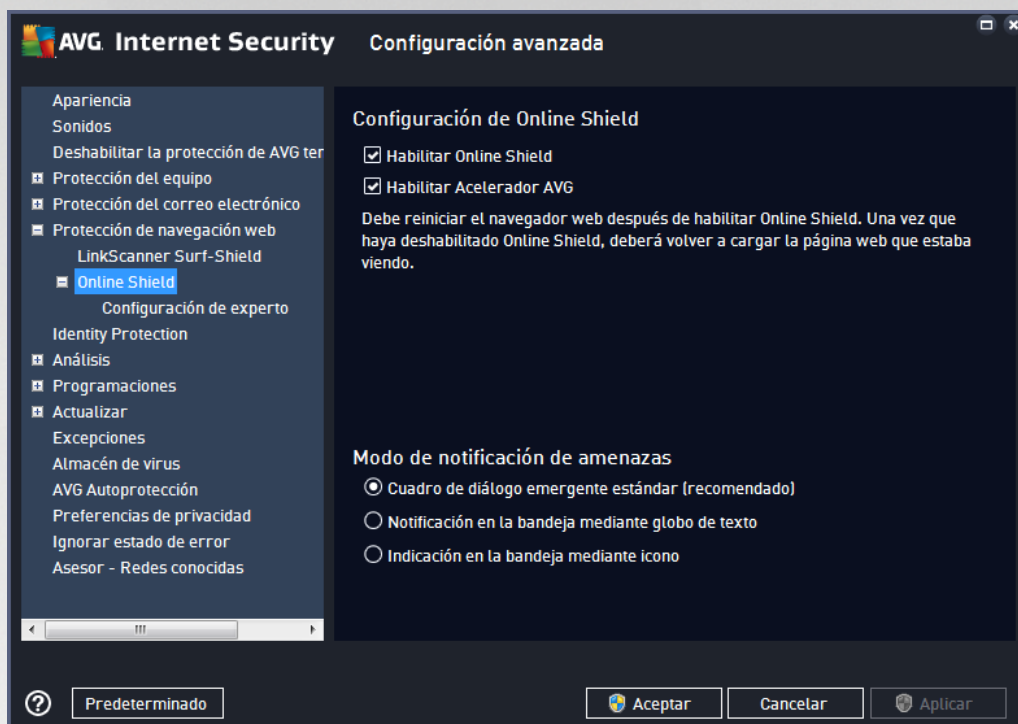 AVG. Internet Security
Configuración avanzada
Apariencia
Sonidos
Deshabilitar la protección de AVG ter
Protección del equipo
Protección del correo electrónico
Protección de navegación web
LinkScanner Surf-Shield
Online Shield
Configuración de experto
Identity Protection
Análisis
Programaciones
Actualizar
Excepciones
Almacén de virus
AVG Autoprotección
Preferencias de privacidad
Ignorar estado de error
Asesor - Redes conocidas
Configuración de Online Shield
Habilitar Online Shield
Habilitar Acelerador AVG
Debe reiniciar el navegador web después de habilitar Online Shield. Una vez que
haya deshabilitado Online Shield, deberá volver a cargar la página web que estaba
viendo.
Modo de notificación de amenazas
Cuadro de diálogo emergente estándar (recomendado)
Notificación en la bandeja mediante globo de texto
Indicación en la bandeja mediante icono
?
Predeterminado
Aceptar
Cancelar
Aplicar